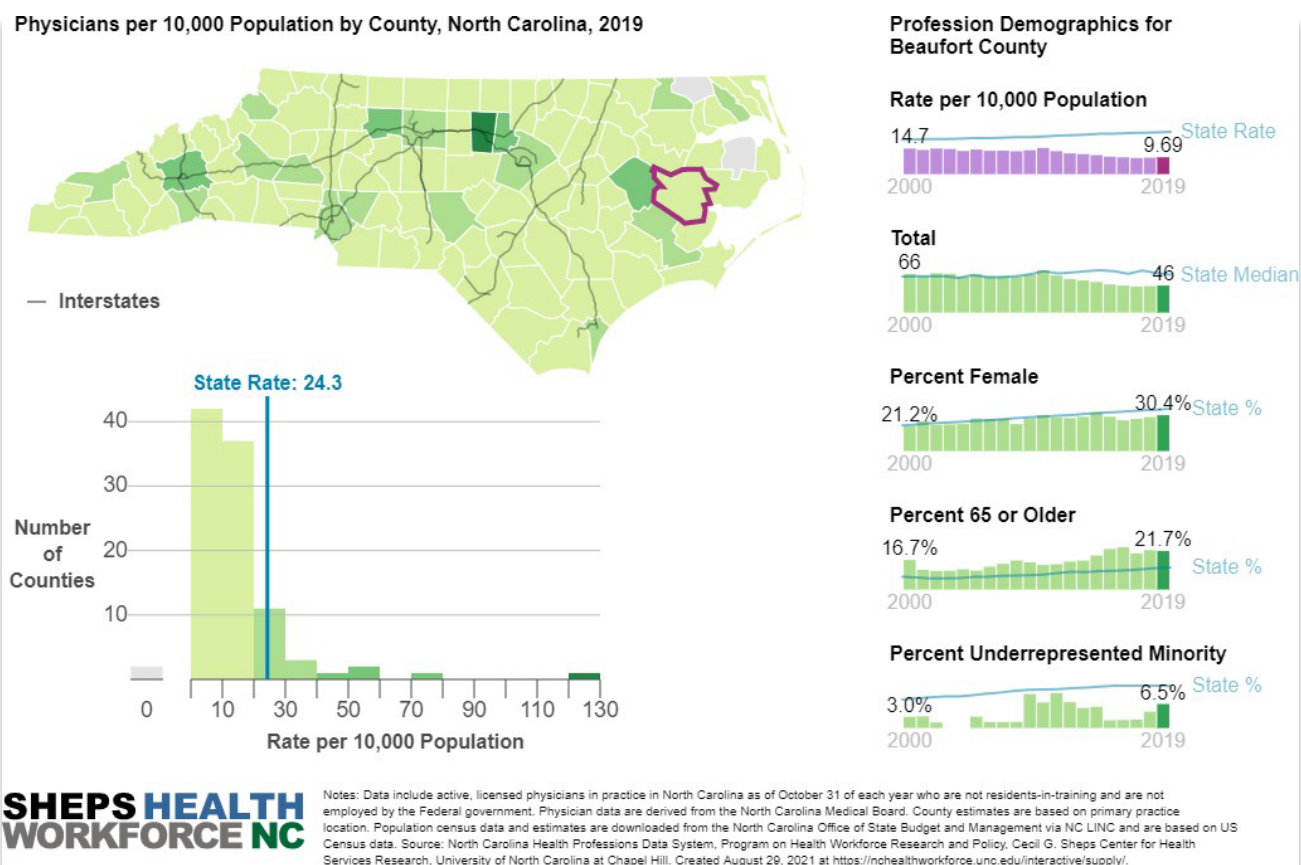 Physicians per 10,000 Population by County, North Carolina, 2019
Interstates
State Rate: 24.3
40
30
20
10
Number
of
Counties
0
10
30
50
70
90
110
130
Rate per 10,000 Population
Profession Demographics for
Beaufort County
Rate per 10,000 Population
14.7
9.69
State Rate
2000
2019
Total
66
46
State Median
2000
2019
Percent Female
21.2%
30.4%
State %
2000
2019
Percent 65 or Older
16.7%
21.7%
State %
2000
2019
Percent Underrepresented Minority
3.0%
6.5%
State %
2000
2019
SHEPS HEALTH
WORKFORCE NC
Notes: Data include active, licensed physicians in practice in North Carolina as of October 31 of each year who are not residents-in-training and are not
employed by the Federal government. Physician data are derived from the North Carolina Medical Board. County estimates are based on primary practice
location. Population census data and estimates are downloaded from the North Carolina Office of State Budget and Management via NC LINC and are based on US
Census data. Source: North Carolina Health Professions Data System, Program on Health Workforce Research and Policy, Cecil G. Sheps Center for Health
Services Research, University of North Carolina at Chapel Hill. Created August 29, 2021 at https://nchealthworkforce.unc.edu/interactive/supply/.